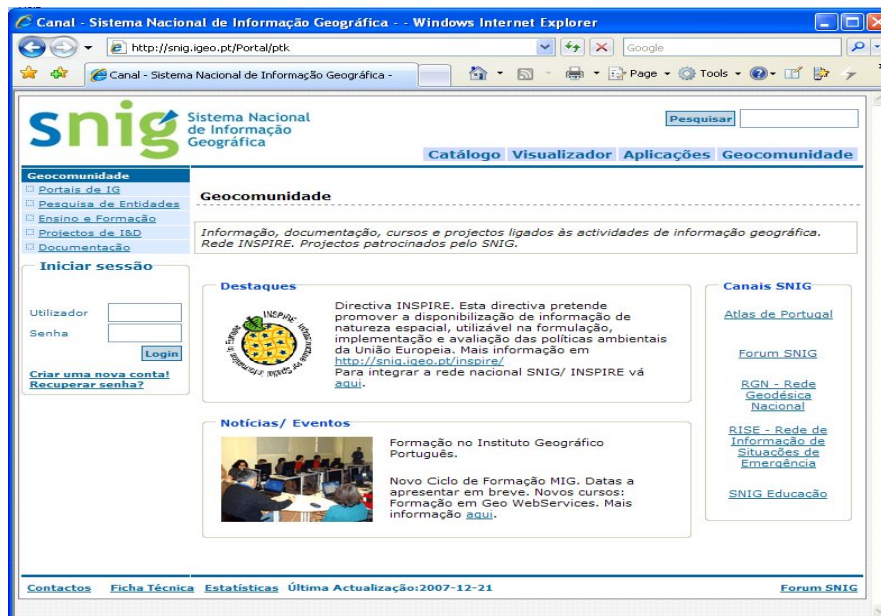 Canal - Sistema Nacional de Informação Geográfica - - Windows Internet Explorer
http://snig.igeo.pt/Portal/ptk
Google
Canal - Sistema Nacional de Informação Geográfica -
Page
Tools
snig Sistema Nacional
de Informação
Geográfica
Pesquisar
Catálogo Visualizador Aplicações Geocomunidade
Geocomunidade
Portais de IG
Pesquisa de Entidades
Ensino e Formação
Projectos de I&D
Documentação
Iniciar sessão
Utilizador
Senha
Login
Criar uma nova conta!
Recuperar senha?
Geocomunidade
Informação, documentação, cursos e projectos ligados às actividades de informação geográfica.
Rede INSPIRE. Projectos patrocinados pelo SNIG.
Destaques
INSPIRE Infrastructure for Spatial Information in Europe
Directiva INSPIRE. Esta directiva pretende
promover a disponibilização de informação de
natureza espacial, utilizável na formulação,
implementação e avaliação das políticas ambientais
da União Europeia. Mais informação em
http://snig.igeo.pt/inspire/
Para integrar a rede nacional SNIG/ INSPIRE vá
aqui.
Notícias/ Eventos
Formação no Instituto Geográfico
Português.
Novo Ciclo de Formação MIG. Datas a
apresentar em breve. Novos cursos:
Formação em Geo WebServices. Mais
informação aqui.
Canais SNIG
Atlas de Portugal
Forum SNIG
RGN - Rede
Geodésica
Nacional
RISE - Rede de
Informação de
Situações de
Emergência
SNIG Educação
Contactos Ficha Técnica Estatísticas Última Actualização:2007-12-21
Forum SNIG